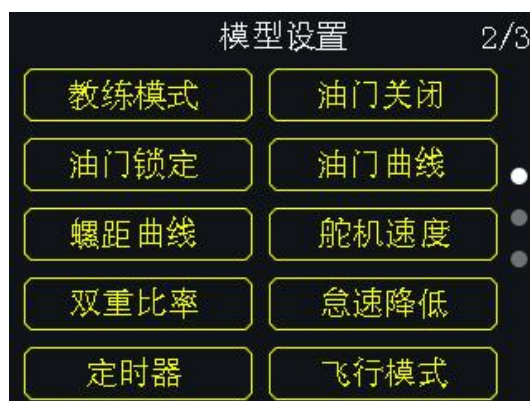 模型设置 2/3
教练模式 油门关闭
油门锁定 油门曲线
螺距曲线 舵机速度
双重比率 怠速降低
定时器 飞行模式